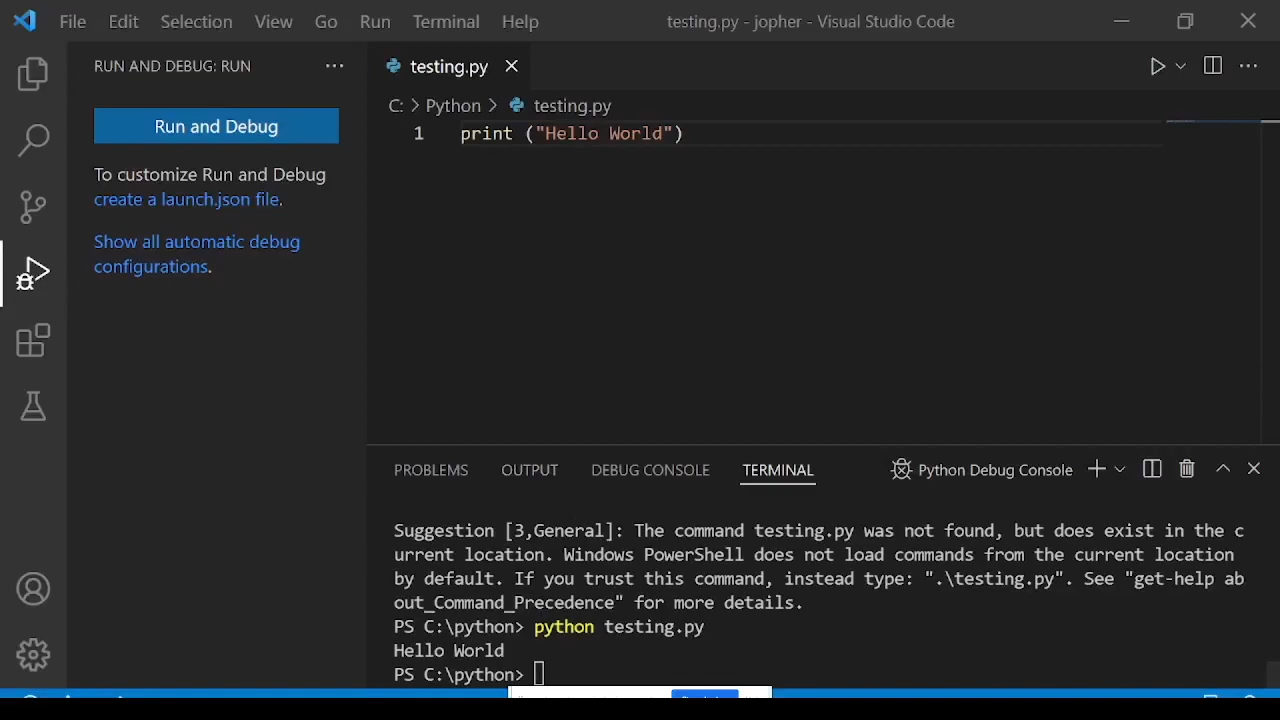 File Edit Selection View Go Run Terminal Help testing.py - jopher - Visual Studio Code
RUN AND DEBUG: RUN ···
testing.py
Run and Debug
C: > Python > testing.py
1 print ("Hello World")
To customize Run and Debug
create a launch.json file.
Show all automatic debug
configurations.
PROBLEMS OUTPUT DEBUG CONSOLE TERMINAL Python Debug Console
Suggestion [3,General]: The command testing.py was not found, but does exist in the c
urrent location. Windows PowerShell does not load commands from the current location
by default. If you trust this command, instead type: ".\testing.py". See "get-help ab
out_Command_Precedence" for more details.
PS C:\python> python testing.py
Hello World
PS C:\python>